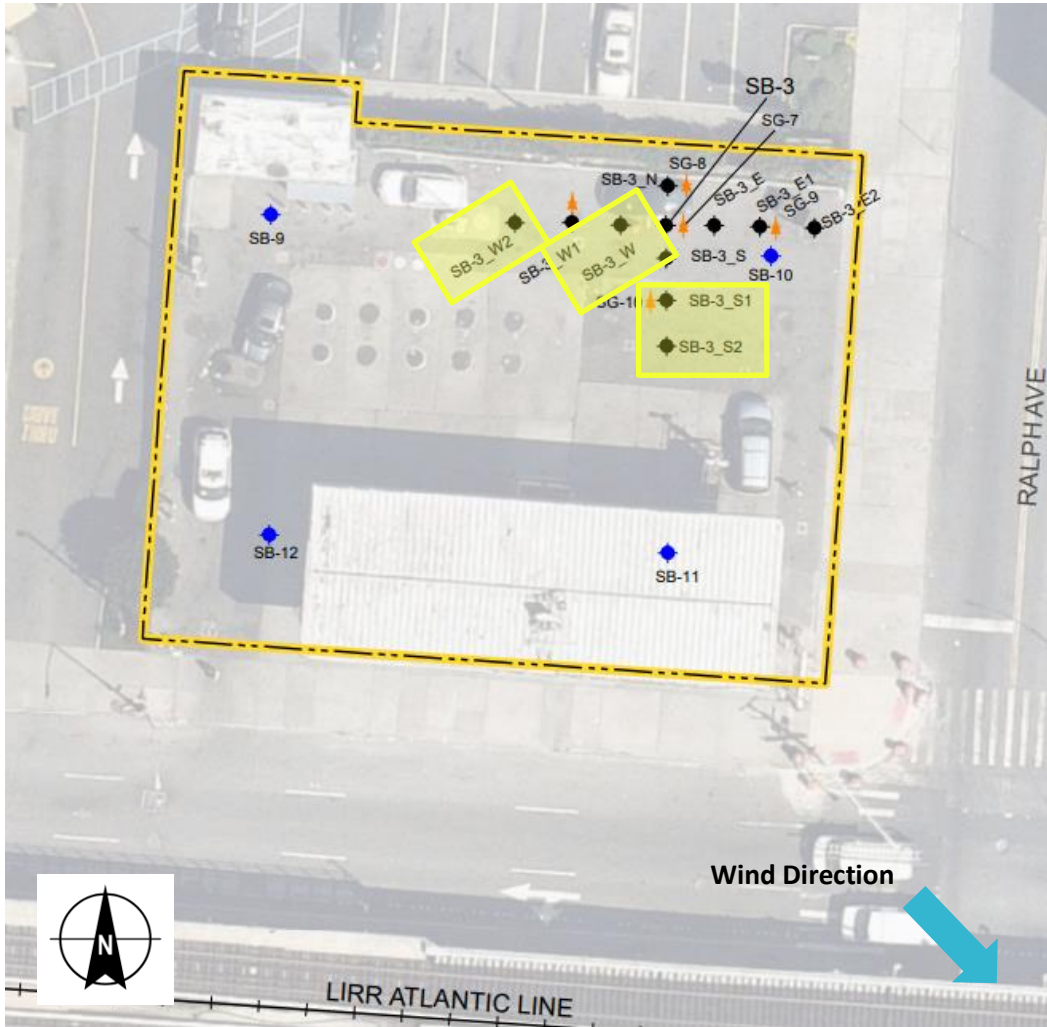 SB-3
SG-7
SG-8
SB-3_N
SB-3_E
SB-3_E1
SG-9
SB-3_E2
SB-9
SB-3_W2
SB-3_W1
SB-3_W
SB-3_S
SB-10
SG-10
SB-3_S1
SB-3_S2
RALPH AVE
SB-12
SB-11
Wind Direction
N
LIRR ATLANTIC LINE